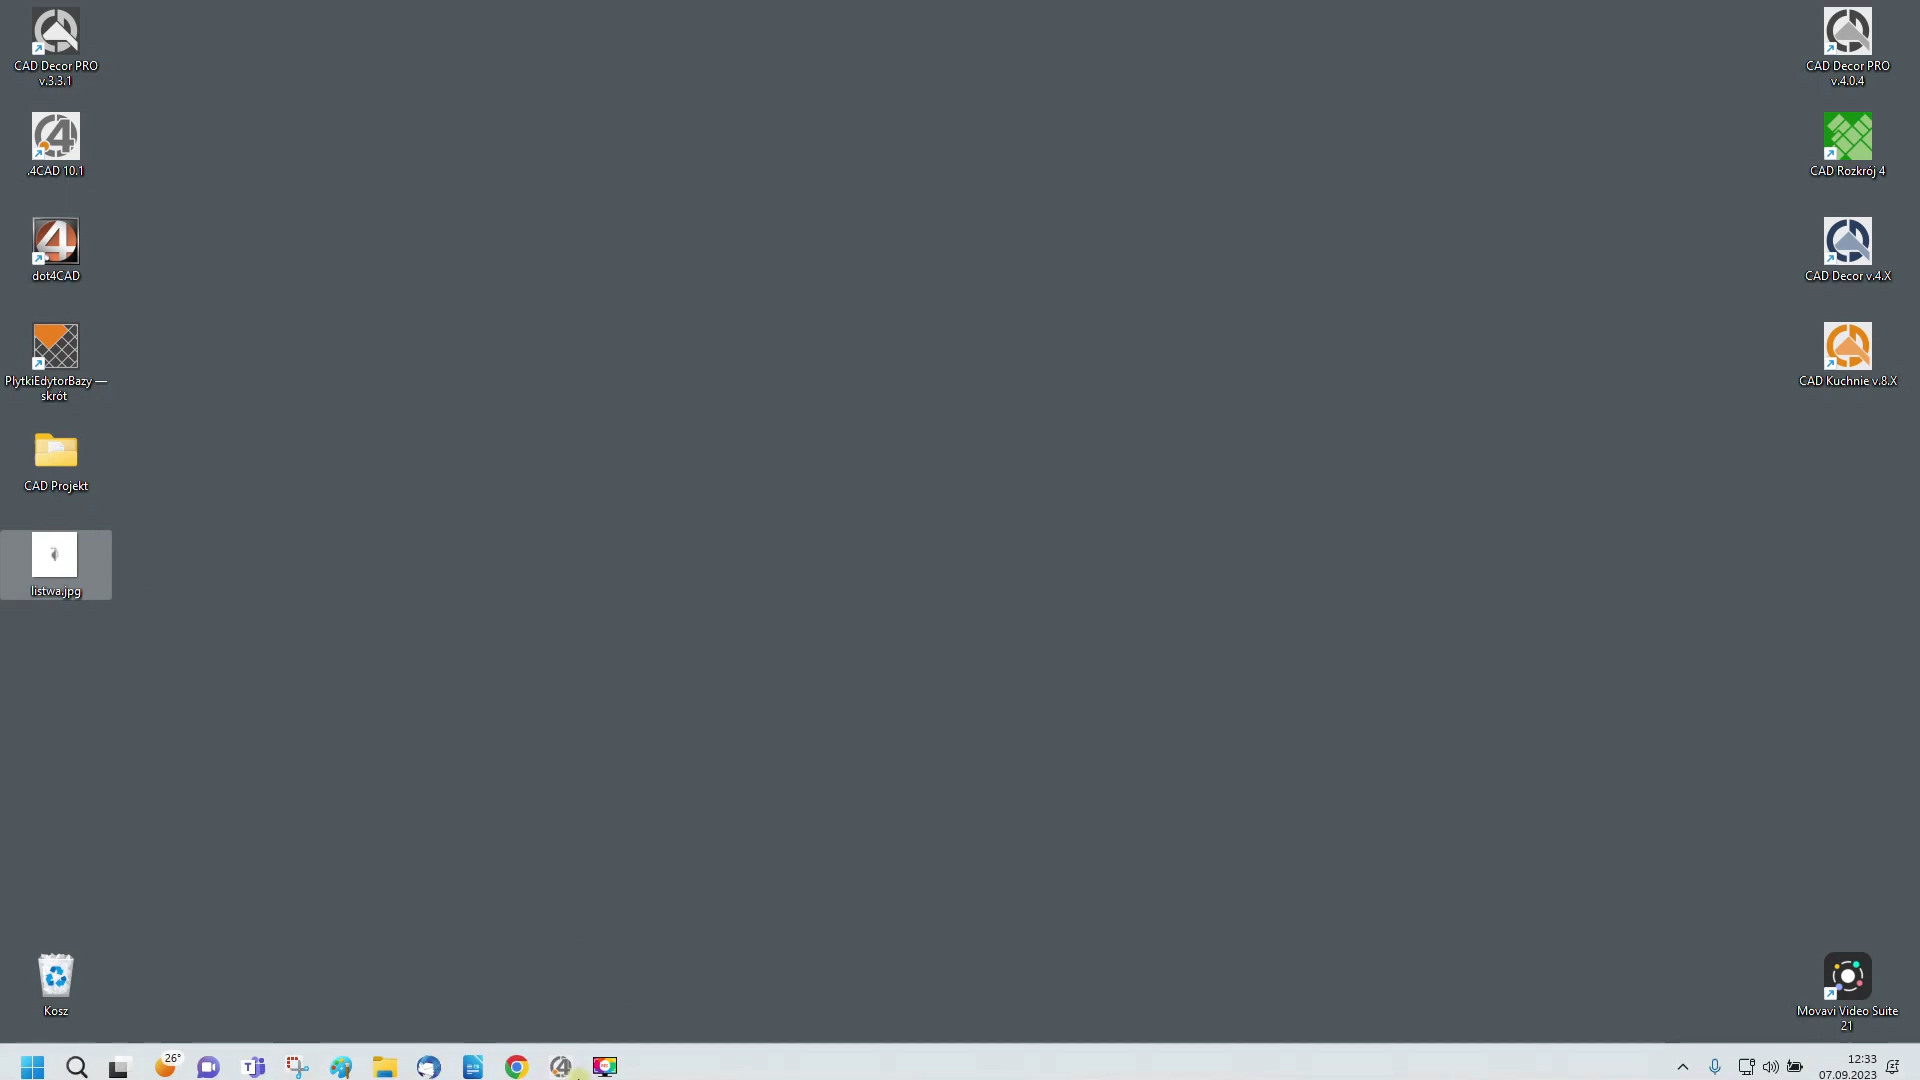 CAD Decor PRO
v.3.3.1
.4CAD 10.1
dot4CAD
PlytkiEdytorBazy —
skrót
CAD Projekt
listwa.jpg
Kosz
CAD Decor PRO
v.4.0.4
CAD Rozkrój 4
CAD Decor v.4.X
CAD Kuchnie v.8.X
Movavi Video Suite
21
26°
12:33
07.09.2023